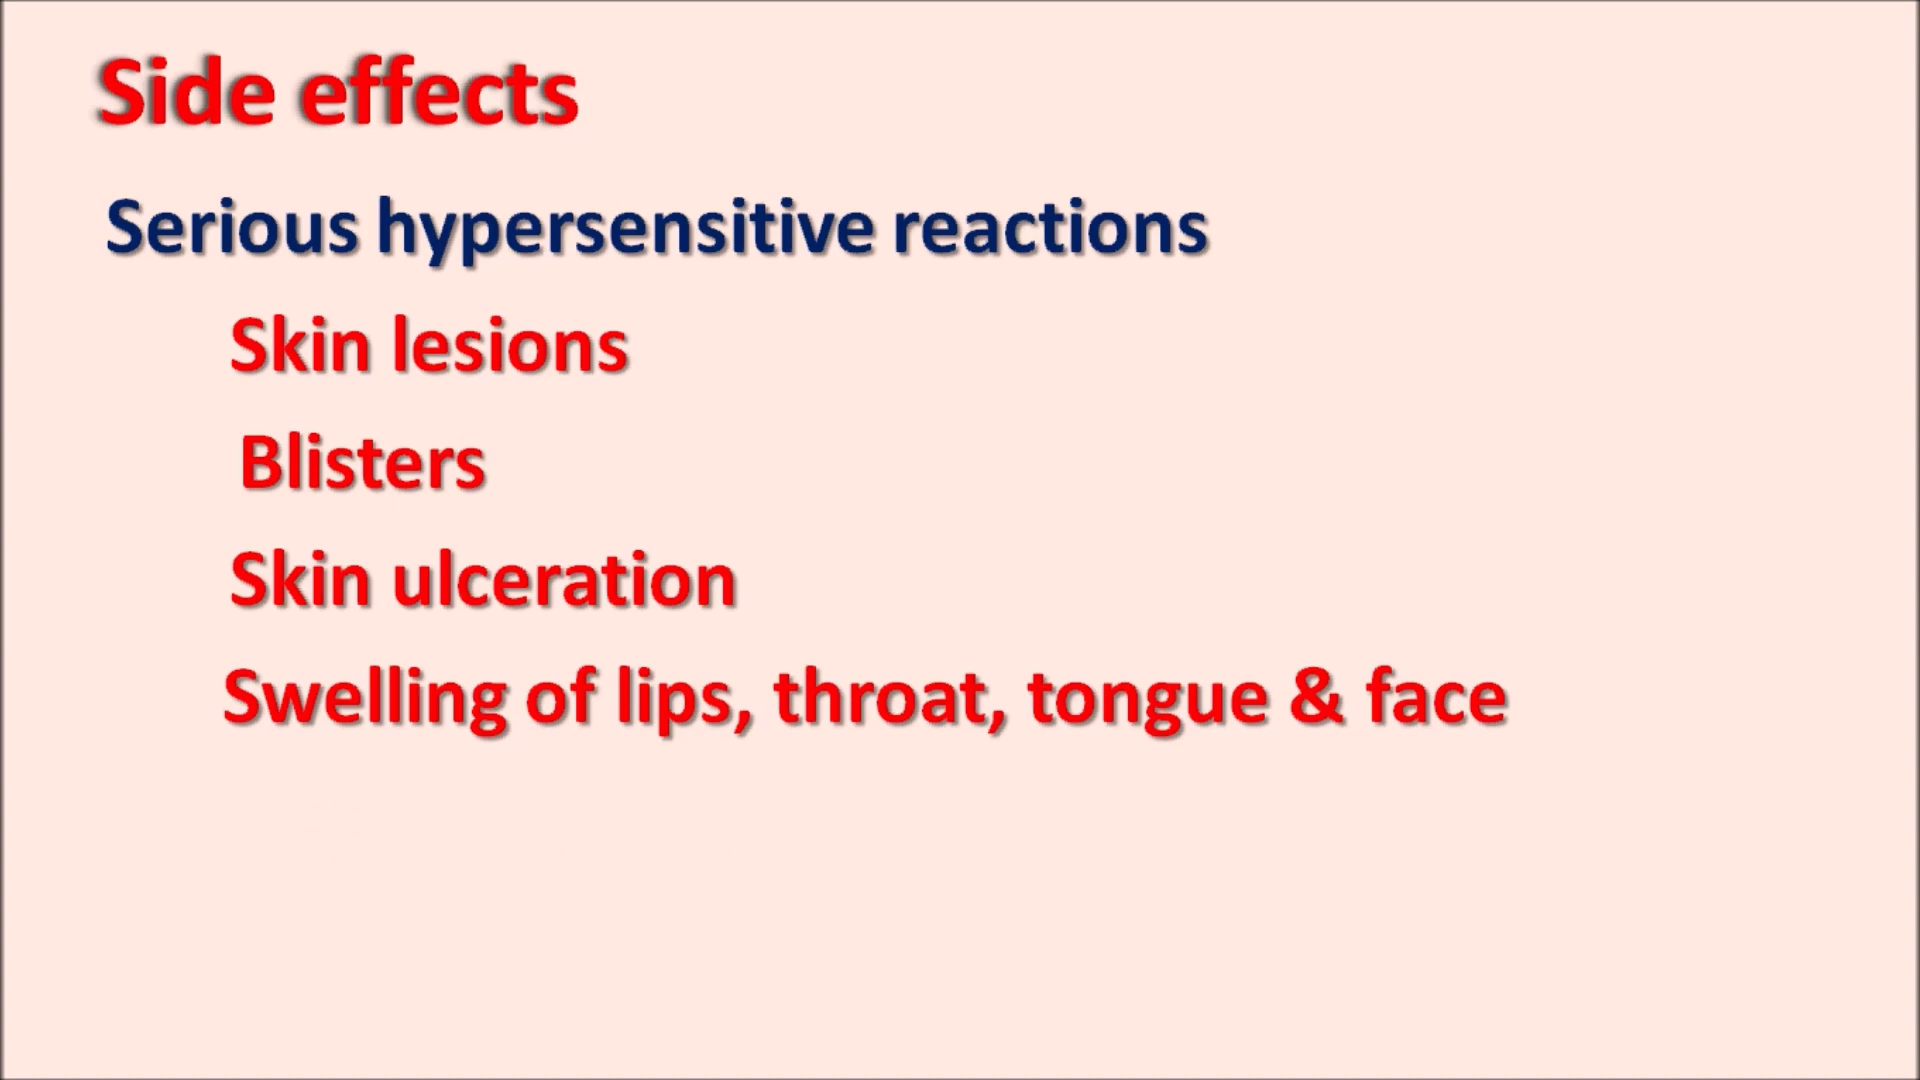 Side effects
Serious hypersensitive reactions
Skin lesions
Blisters
Skin ulceration
Swelling of lips, throat, tongue & face